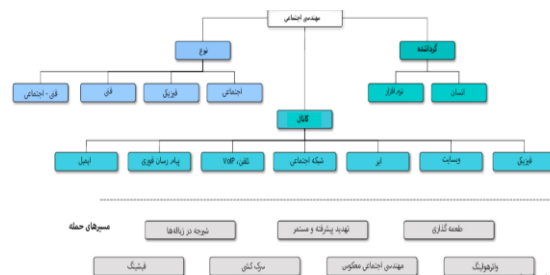 مهندسی اجتماعی
گرداننده
نوع
انسان
نرم افزار
اجتماعی
فیزیکی
فنی
فنی - اجتماعی
کانال
فیزیکی
وبسایت
ابر
شبکه اجتماعی
تلفن، VoIP
پیام رسان فوری
ایمیل
مسیرهای حمله
طعمه گذاری
تهدید پیشرفته و مستمر
شیرجه در زباله‌ها
واترهولینگ
مهندسی اجتماعی معکوس
سرک کشی
فیشینگ